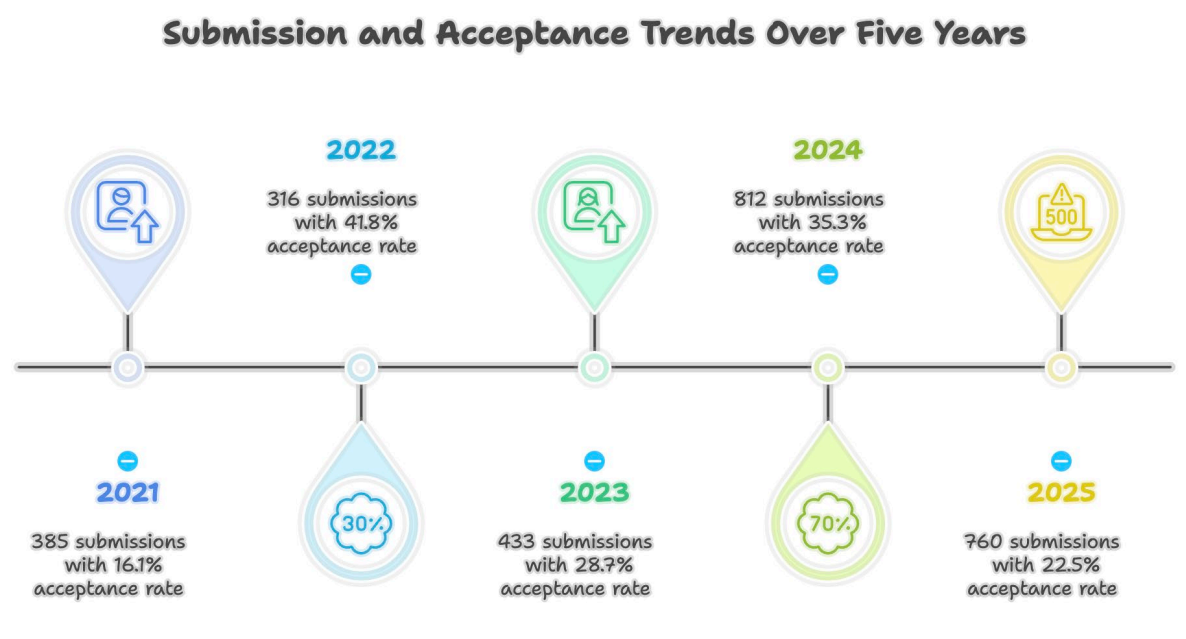 Submission and Acceptance Trends Over Five Years
2022
316 submissions
with 41.8%
acceptance rate
2024
812 submissions
with 35.3%
acceptance rate
500
2021
385 submissions
with 16.1%
acceptance rate
30%
2023
433 submissions
with 28.7%
acceptance rate
70%
2025
760 submissions
with 22.5%
acceptance rate